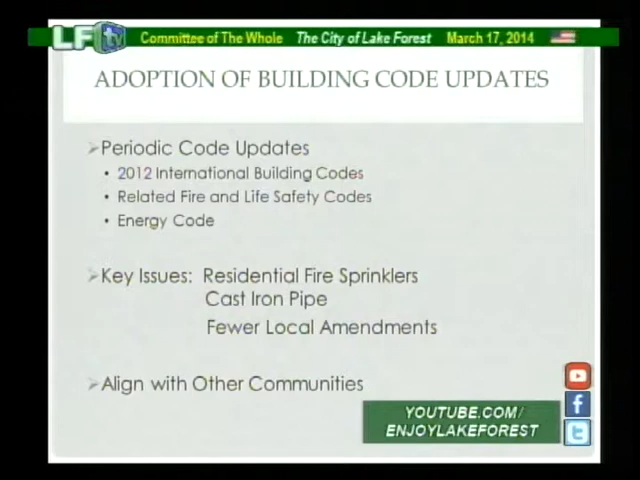 LFtv Committee of The Whole The City of Lake Forest March 17, 2014
ADOPTION OF BUILDING CODE UPDATES
Periodic Code Updates
• 2012 International Building Codes
• Related Fire and Life Safety Codes
• Energy Code
Key Issues: Residential Fire Sprinklers
Cast Iron Pipe
Fewer Local Amendments
Align with Other Communities
YOUTUBE.COM/
ENJOYLAKEFOREST